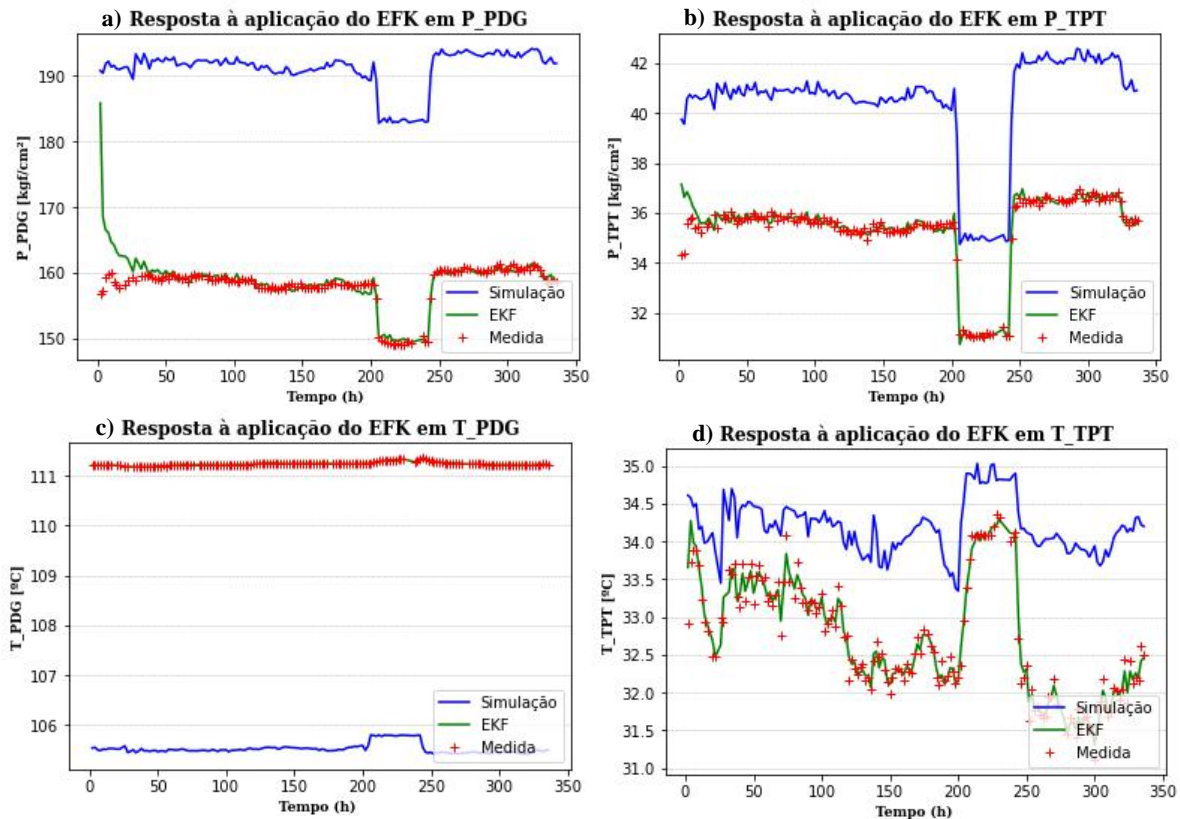 a) Resposta à aplicação do EFK em P_PDG
P_PDG [kgf/cm²]
190
180
170
160
150
0 50 100 150 200 250 300 350
Tempo (h)
Simulação
EKF
Medida
b) Resposta à aplicação do EFK em P_TPT
P_TPT [kgf/cm²]
42
40
38
36
34
32
0 50 100 150 200 250 300 350
Tempo (h)
Simulação
EKF
Medida
c) Resposta à aplicação do EFK em T_PDG
T_PDG [ºC]
111
110
109
108
107
106
0 50 100 150 200 250 300 350
Tempo (h)
Simulação
EKF
Medida
d) Resposta à aplicação do EFK em T_TPT
T_TPT [ºC]
35.0
34.5
34.0
33.5
33.0
32.5
32.0
31.5
31.0
0 50 100 150 200 250 300 350
Tempo (h)
Simulação
EKF
Medida